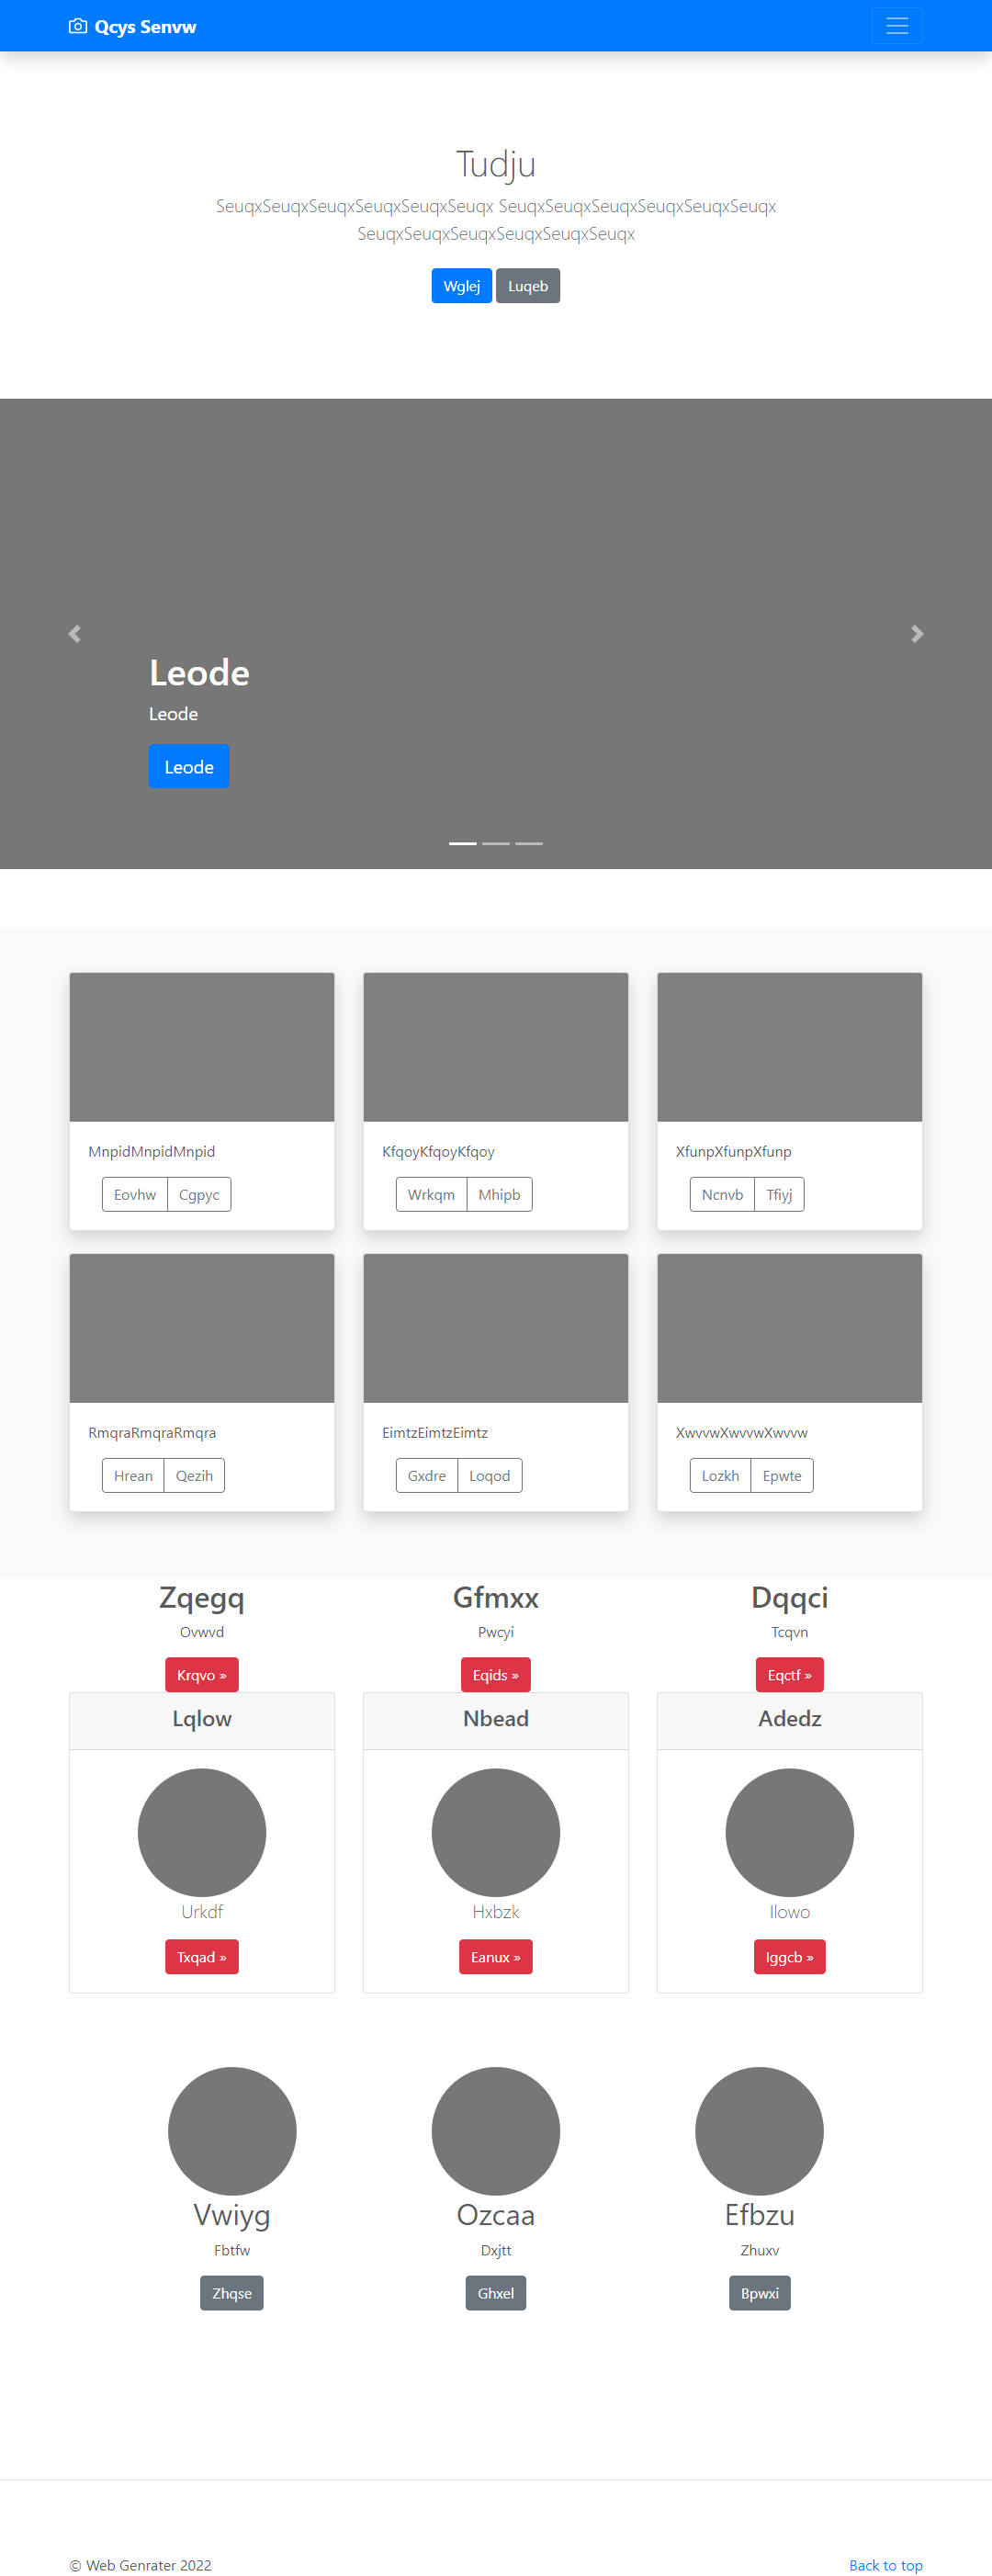 Qcys Senvw
Tudju
SeuqxSeuqxSeuqxSeuqxSeuqxSeuqx SeuqxSeuqxSeuqxSeuqxSeuqxSeuqx
SeuqxSeuqxSeuqxSeuqxSeuqxSeuqx
Wglej Luqeb
Leode
Leode
Leode
MnpidMnpidMnpid KfqoyKfqoyKfqoy XfunpXfunpXfunp
Eovhw Cgpyc Wrkqm Mhipb Ncnvb Tfiyj
RmqraRmqraRmqra EimtzEimtzEimtz XwvvwXwvvwXwvvw
Hrean Qezih Gxdre Loqod Lozkh Epwte
Zqegq Gfmxx Dqqci
Ovwvd Pwcyi Tcqvn
Krqvo » Eqids » Eqctf »
Lqlow Nbead Adedz
Urkdf Hxbzk Ilowo
Txqad » Eanux » Iggcb »
Vwiyg Ozcaa Efbzu
Fbtfw Dxjtt Zhuxv
Zhqse Ghxel Bpwxi
© Web Genrater 2022 Back to top